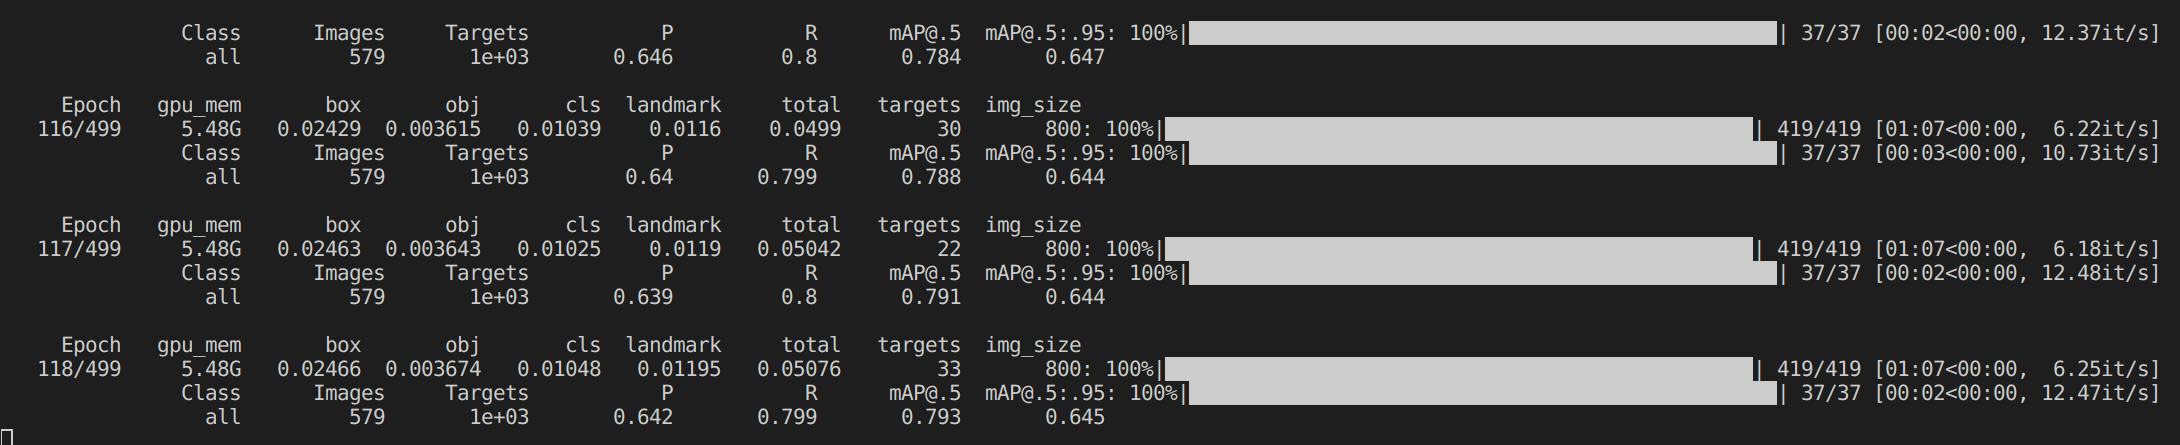 Class Images Targets P R mAP@.5 mAP@.5:.95: 100%| | 37/37 [00:02<00:00, 12.37it/s]
all 579 1e+03 0.646 0.8 0.784 0.647
Epoch gpu_mem box obj cls landmark total targets img_size
116/499 5.48G 0.02429 0.003615 0.01039 0.0116 0.0499 30 800: 100%| | 419/419 [01:07<00:00, 6.22it/s]
Class Images Targets P R mAP@.5 mAP@.5:.95: 100%| | 37/37 [00:03<00:00, 10.73it/s]
all 579 1e+03 0.64 0.799 0.788 0.644
Epoch gpu_mem box obj cls landmark total targets img_size
117/499 5.48G 0.02463 0.003643 0.01025 0.0119 0.05042 22 800: 100%| | 419/419 [01:07<00:00, 6.18it/s]
Class Images Targets P R mAP@.5 mAP@.5:.95: 100%| | 37/37 [00:02<00:00, 12.48it/s]
all 579 1e+03 0.639 0.8 0.791 0.644
Epoch gpu_mem box obj cls landmark total targets img_size
118/499 5.48G 0.02466 0.003674 0.01048 0.01195 0.05076 33 800: 100%| | 419/419 [01:07<00:00, 6.25it/s]
Class Images Targets P R mAP@.5 mAP@.5:.95: 100%| | 37/37 [00:02<00:00, 12.47it/s]
all 579 1e+03 0.642 0.799 0.793 0.645